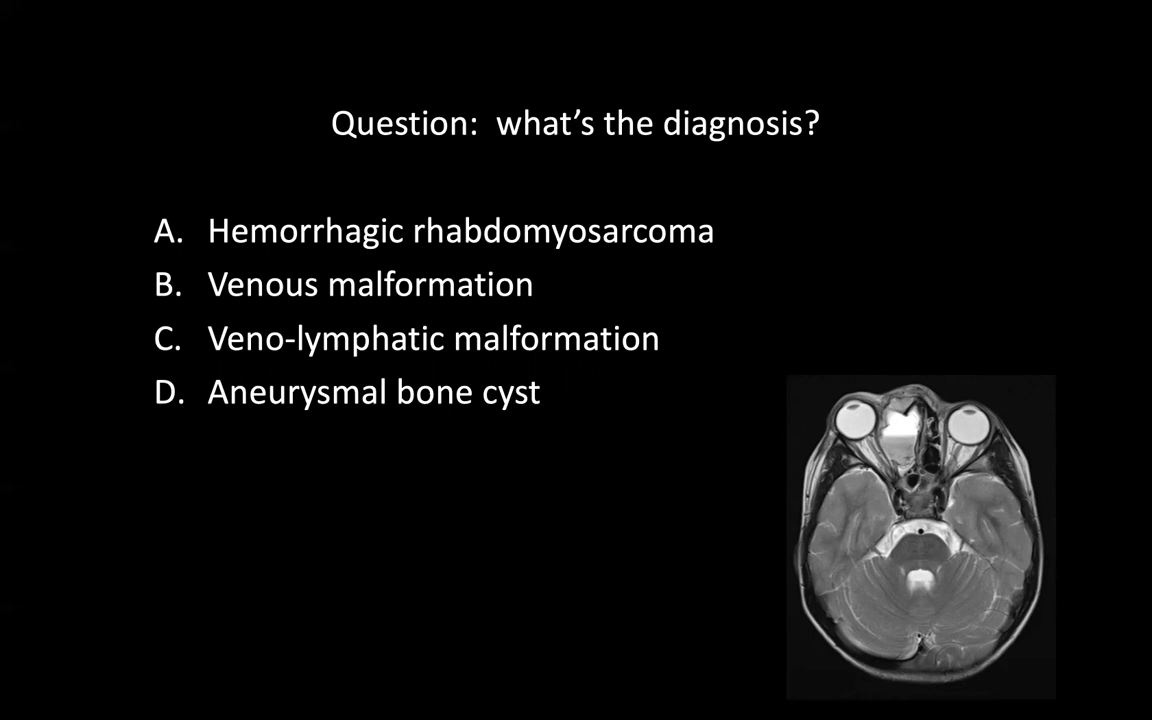 Question:  what’s the diagnosis?
A. Hemorrhagic rhabdomyosarcoma
B. Venous malformation
C. Veno-lymphatic malformation
D. Aneurysmal bone cyst